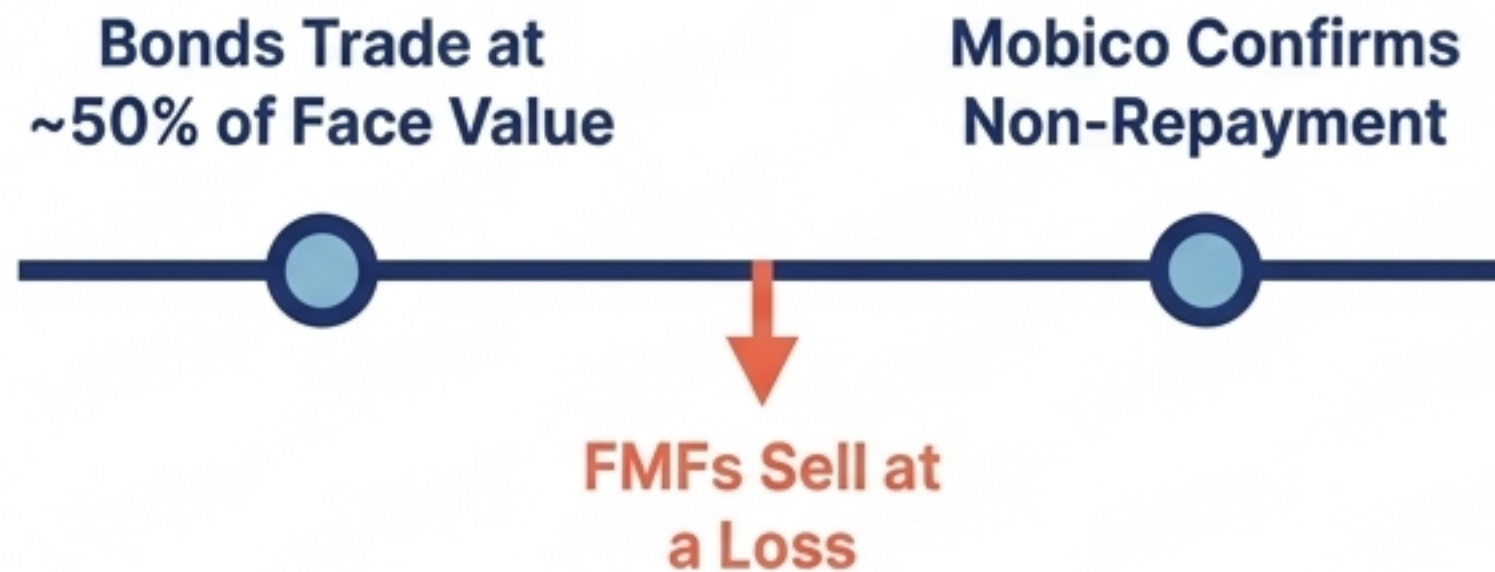 Bonds Trade at
~50% of Face Value
Mobico Confirms
Non-Repayment
FMFs Sell at
a Loss